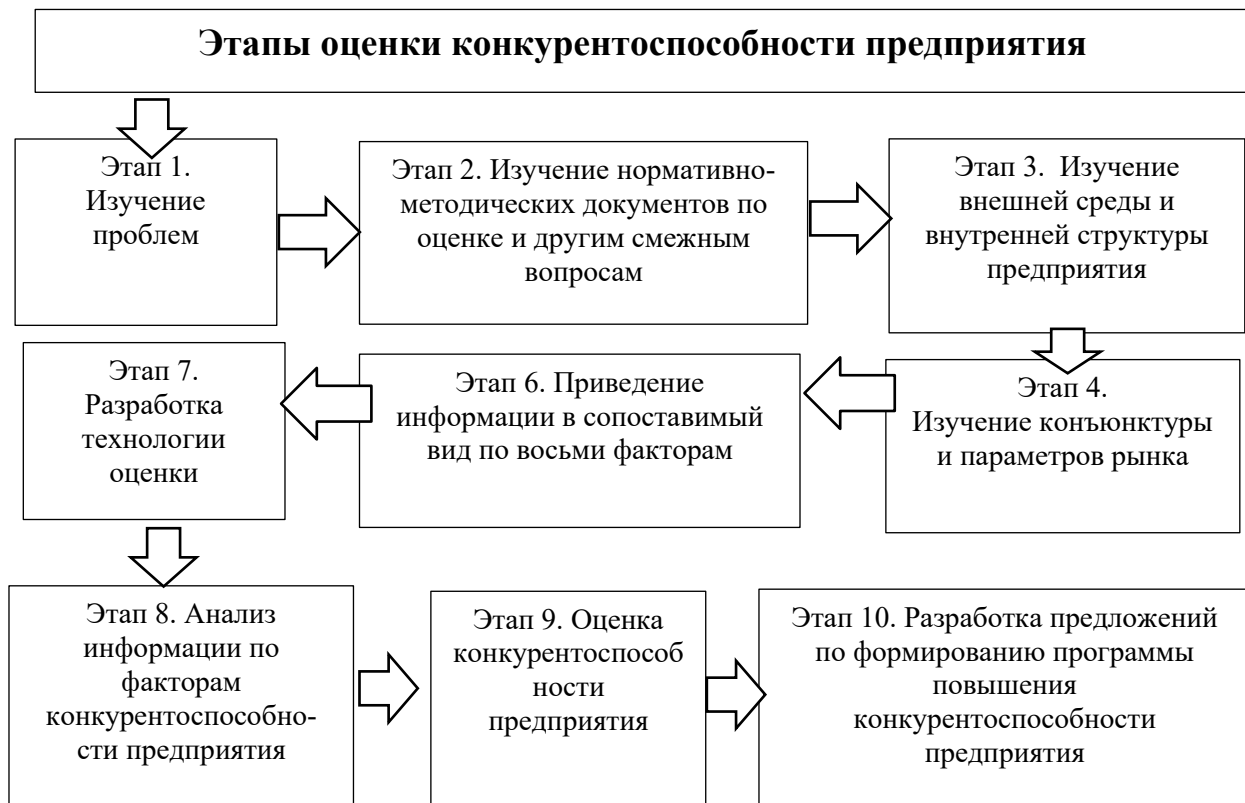 Этапы оценки конкурентоспособности предприятия
Этап 1.
Изучение
проблем
Этап 2. Изучение нормативно-
методических документов по
оценке и другим смежным
вопросам
Этап 3.  Изучение
внешней среды и
внутренней структуры
предприятия
Этап 4.
Изучение конъюнктуры
и параметров рынка
Этап 6. Приведение
информации в сопоставимый
вид по восьми факторам
Этап 7.
Разработка
технологии
оценки
Этап 8. Анализ
информации по
факторам
конкурентоспособно-
сти предприятия
Этап 9. Оценка
конкурентоспособ
ности
предприятия
Этап 10. Разработка предложений
по формированию программы
повышения
конкурентоспособности
предприятия